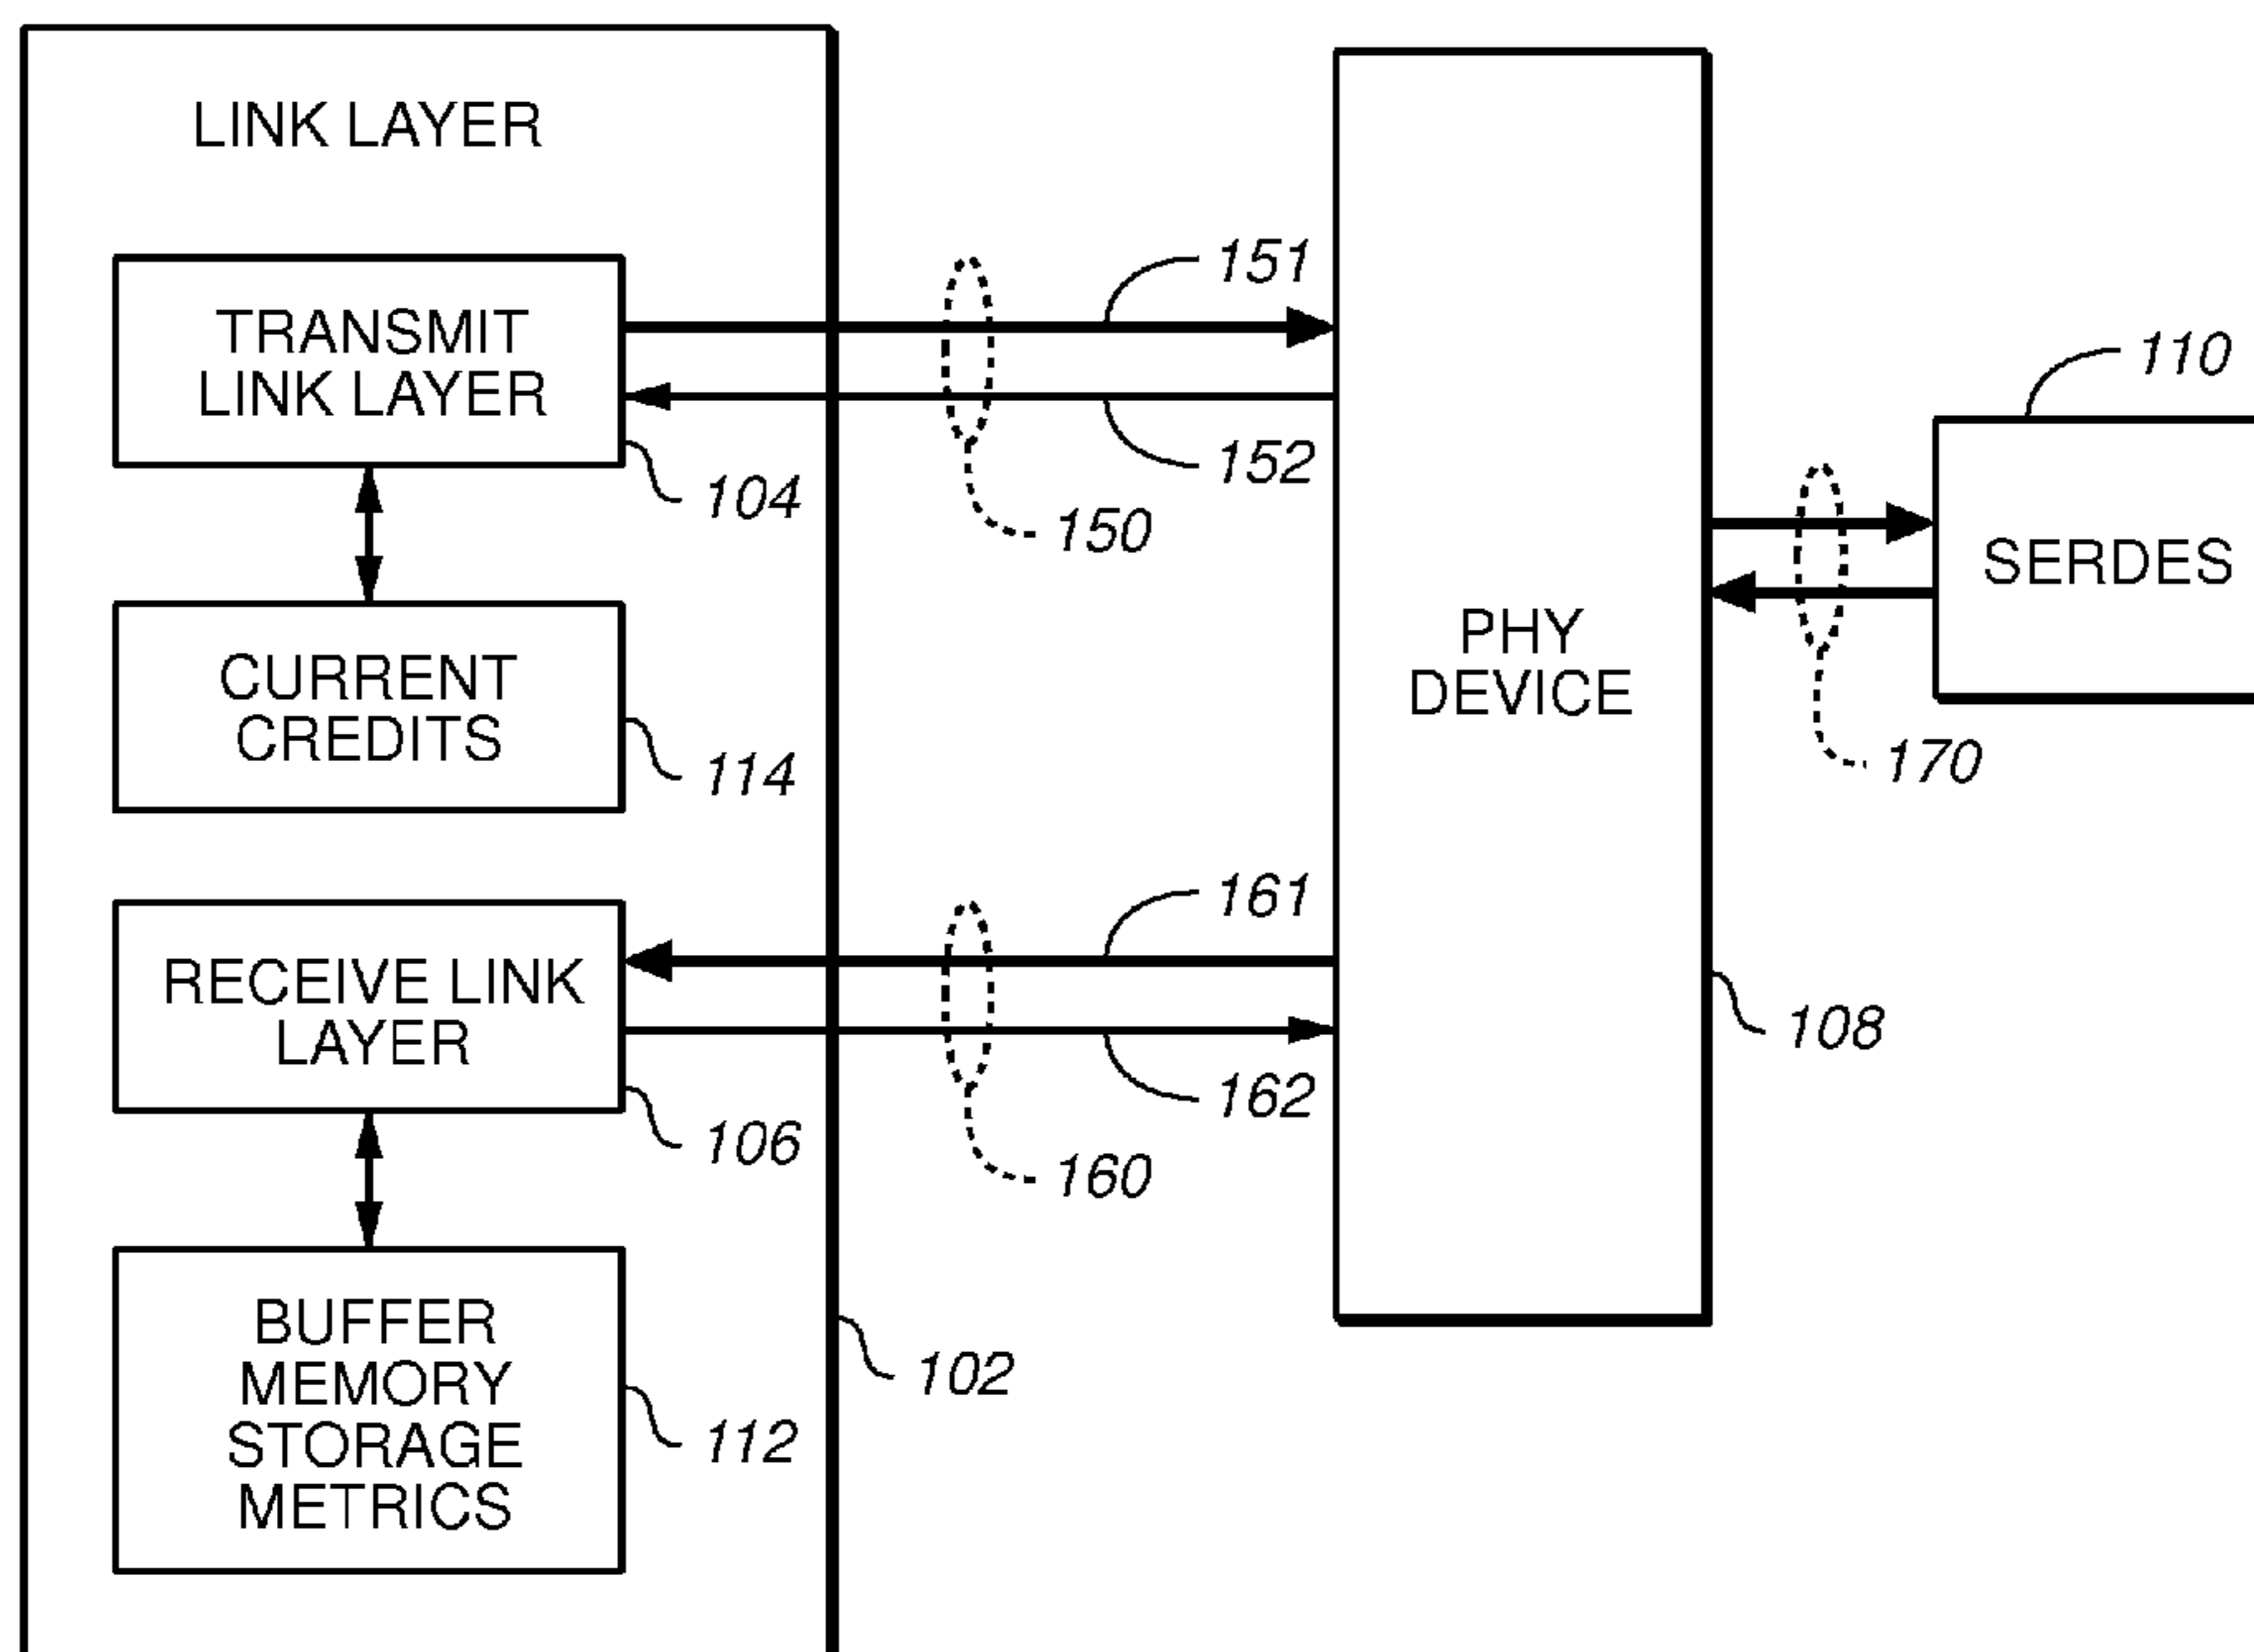 LINK LAYER
TRANSMIT
LINK LAYER
104
CURRENT
CREDITS
114
RECEIVE LINK
LAYER
106
BUFFER
MEMORY
STORAGE
METRICS
112
102
151
152
150
161
162
160
PHY
DEVICE
108
110
SERDES
170